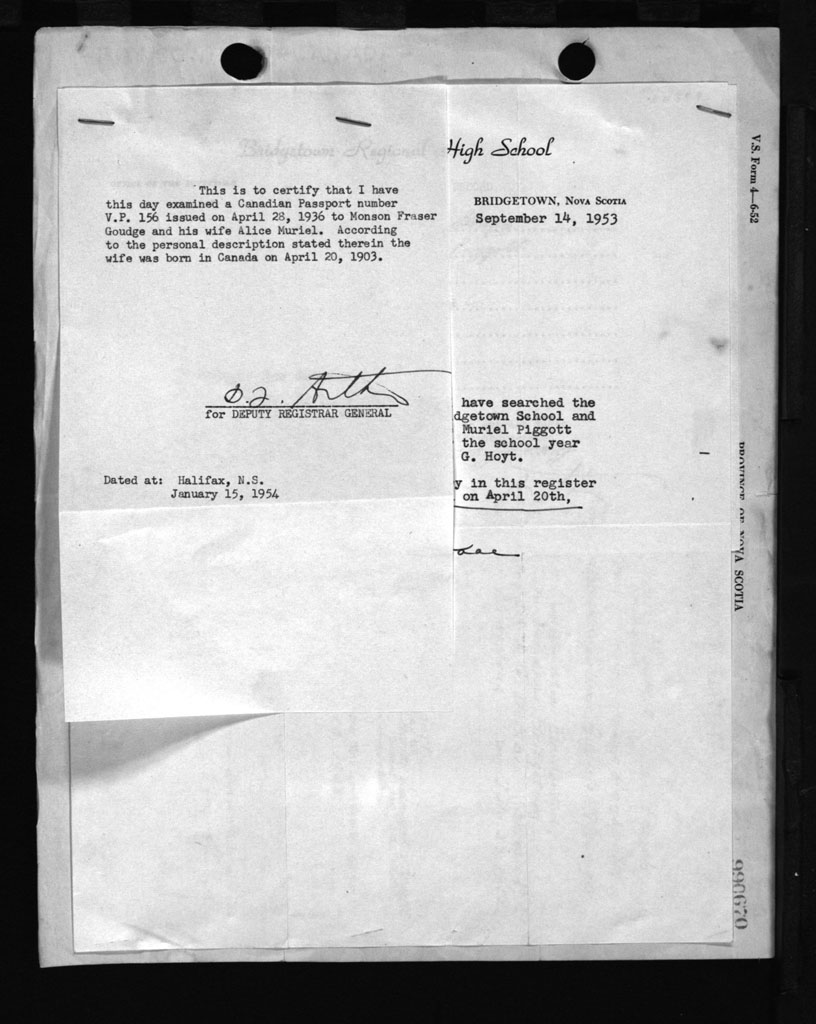 Bridgetown Regional High School
BRIDGETOWN, NOVA SCOTIA
September 14, 1953
This is to certify that I have
this day examined a Canadian Passport number
V.P. 156 issued on April 28, 1936 to Monson Fraser
Goudge and his wife Alice Muriel. According
to the personal description stated therein the
wife was born in Canada on April 20, 1903.
for DEPUTY REGISTRAR GENERAL
Dated at: Halifax, N.S.
January 15, 1954
have searched the
dgetown School and
Muriel Piggott
the school year
G. Hoyt.
y in this register
on April 20th,
V.S. Form 4—6-52
PROVINCE OF NOVA SCOTIA